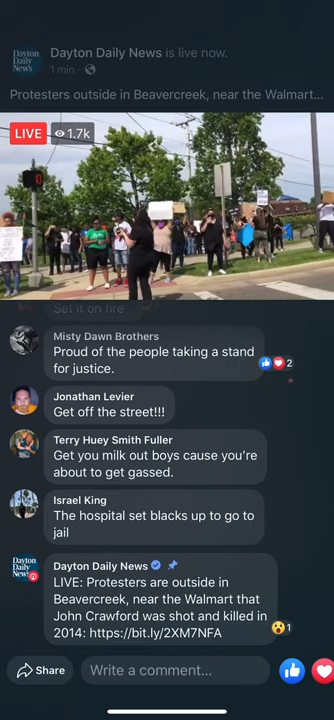 Dayton Daily News
Dayton Daily News is live now.
1 min ·
Protesters outside in Beavercreek, near the Walmart...
LIVE 1.7k
Set it on fire
Misty Dawn Brothers
Proud of the people taking a stand
for justice.
2
Jonathan Levier
Get off the street!!!
Terry Huey Smith Fuller
Get you milk out boys cause you're
about to get gassed.
Israel King
The hospital set blacks up to go to
jail
Dayton Daily News
Dayton Daily News
LIVE: Protesters are outside in
Beavercreek, near the Walmart that
John Crawford was shot and killed in
2014: https://bit.ly/2XM7NFA
1
Share Write a comment...